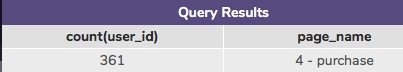 Query Results
count(user_id) page_name
361 4 - purchase